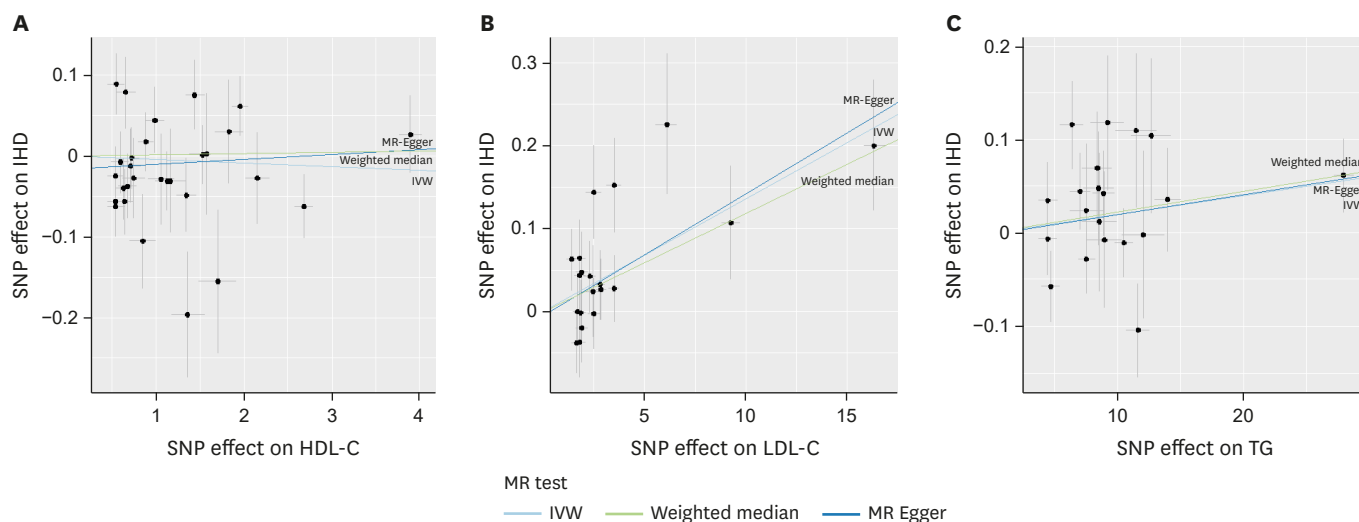 A
SNP effect on IHD
0.1
0
−0.1
−0.2
1
2
3
4
MR-Egger
Weighted median
IVW
SNP effect on HDL-C
B
SNP effect on IHD
0.3
0.2
0.1
0
5
10
15
MR-Egger
IVW
Weighted median
SNP effect on LDL-C
C
SNP effect on IHD
0.2
0.1
0
−0.1
10
20
Weighted median
MR-Egger
IVW
SNP effect on TG
MR test
IVW
Weighted median
MR Egger